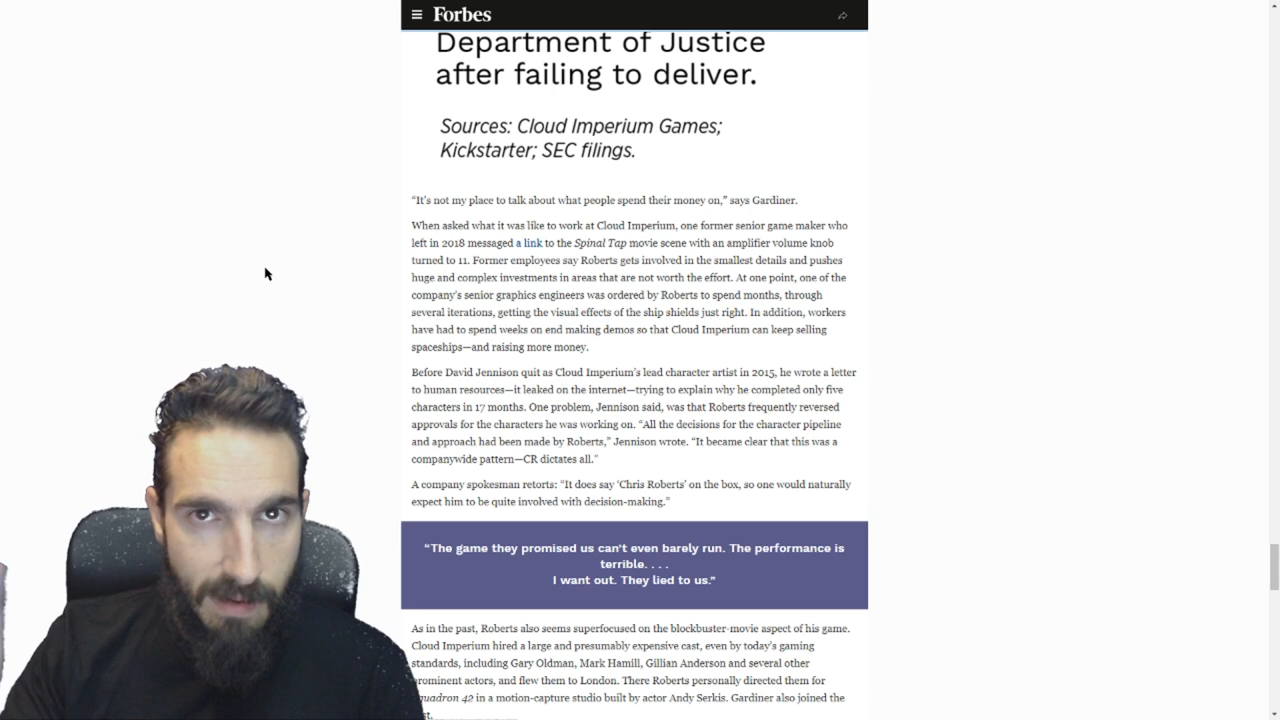 Forbes
Department of Justice
after failing to deliver.
Sources: Cloud Imperium Games;
Kickstarter; SEC filings.
“It's not my place to talk about what people spend their money on,” says Gardiner.
When asked what it was like to work at Cloud Imperium, one former senior game maker who
left in 2018 messaged a link to the Spinal Tap movie scene with an amplifier volume knob
turned to 11. Former employees say Roberts gets involved in the smallest details and pushes
huge and complex investments in areas that are not worth the effort. At one point, one of the
company's senior graphics engineers was ordered by Roberts to spend months, through
several iterations, getting the visual effects of the ship shields just right. In addition, workers
have had to spend weeks on end making demos so that Cloud Imperium can keep selling
spaceships—and raising more money.
Before David Jennison quit as Cloud Imperium's lead character artist in 2015, he wrote a letter
to human resources—it leaked on the internet—trying to explain why he completed only five
characters in 17 months. One problem, Jennison said, was that Roberts frequently reversed
approvals for the characters he was working on. “All the decisions for the character pipeline
and approach had been made by Roberts,” Jennison wrote. “It became clear that this was a
companywide pattern—CR dictates all.”
A company spokesman retorts: “It does say ‘Chris Roberts’ on the box, so one would naturally
expect him to be quite involved with decision-making.”
“The game they promised us can't even barely run. The performance is
terrible. . . .
I want out. They lied to us.”
As in the past, Roberts also seems superfocused on the blockbuster-movie aspect of his game.
Cloud Imperium hired a large and presumably expensive cast, even by today's gaming
standards, including Gary Oldman, Mark Hamill, Gillian Anderson and several other
prominent actors, and flew them to London. There Roberts personally directed them for
quadron 42 in a motion-capture studio built by actor Andy Serkis. Gardiner also joined the